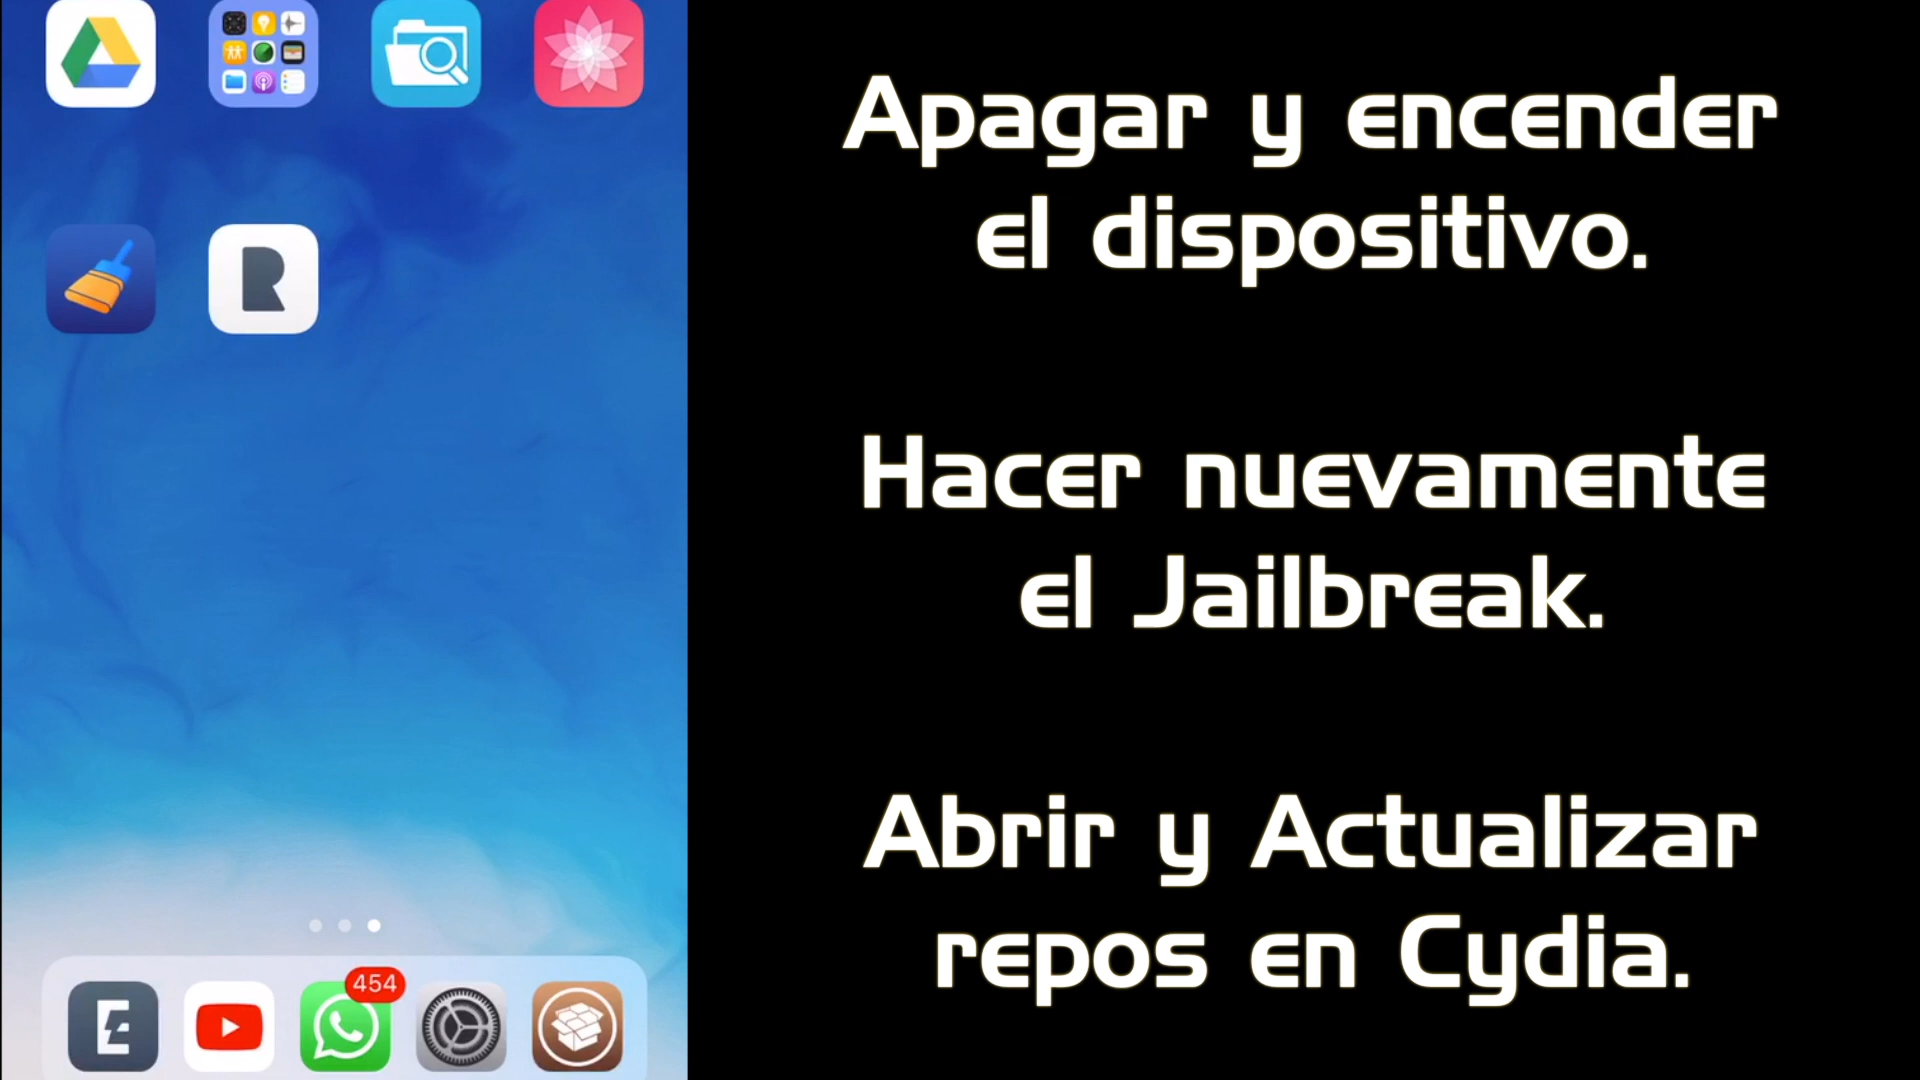 Apagar y encender
el dispositivo.
Hacer nuevamente
el Jailbreak.
Abrir y Actualizar
repos en Cydia.
R
E
454